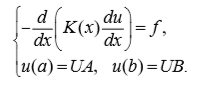 -d/dx(K(x)du/dx) = f,
u(a) = UA, u(b) = UB.